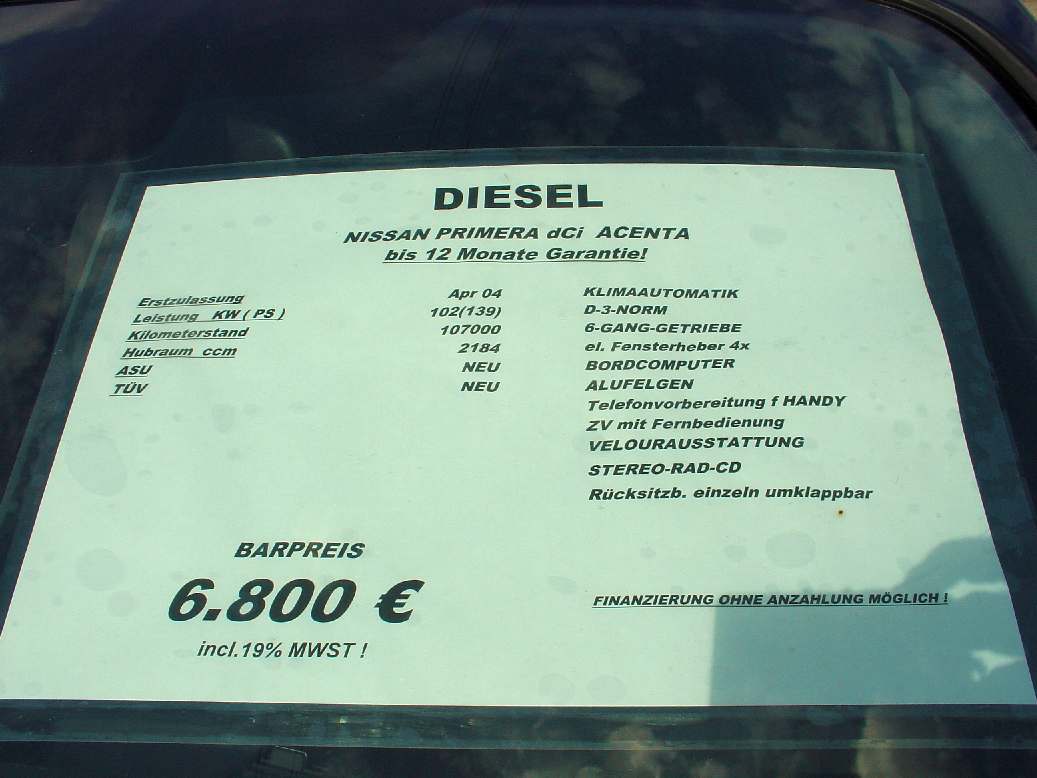 DIESEL
NISSAN PRIMERA dCi ACENTA
bis 12 Monate Garantie!
Erstzulassung Apr 04
Leistung KW ( PS ) 102(139)
Kilometerstand 107000
Hubraum ccm 2184
ASU NEU
TÜV NEU
KLIMAAUTOMATIK
D-3-NORM
6-GANG-GETRIEBE
el. Fensterheber 4x
BORDCOMPUTER
ALUFELGEN
Telefonvorbereitung f HANDY
ZV mit Fernbedienung
VELOURAUSSTATTUNG
STEREO-RAD-CD
Rücksitzb. einzeln umklappbar
BARPREIS
6.800 €
incl.19% MWST !
FINANZIERUNG OHNE ANZAHLUNG MÖGLICH !